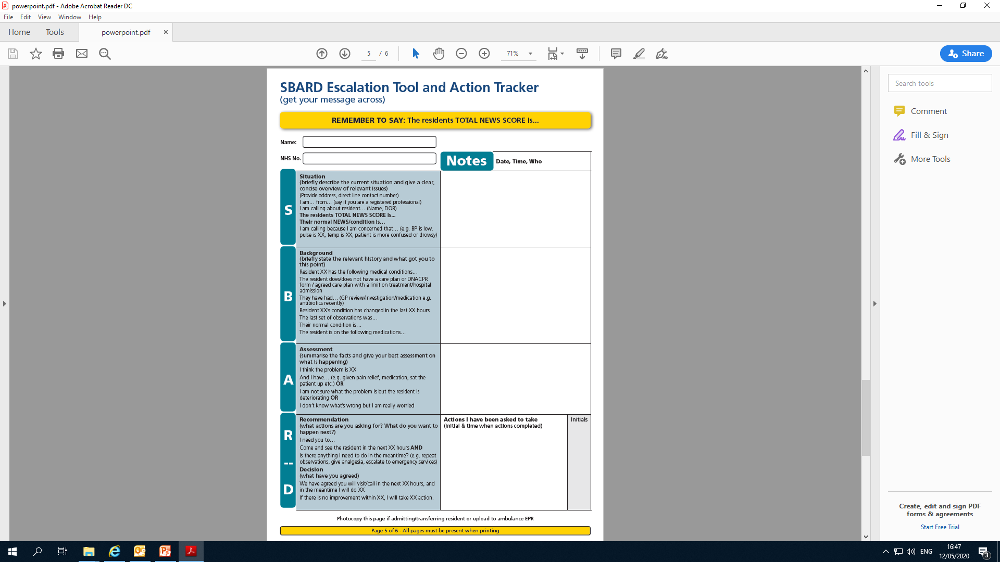 powerpoint.pdf - Adobe Acrobat Reader DC
File Edit View Window Help
Home Tools powerpoint.pdf
5 / 6 71% Share
SBARD Escalation Tool and Action Tracker
(get your message across)
REMEMBER TO SAY: The residents TOTAL NEWS SCORE is...
Name:
NHS No.
Notes Date, Time, Who
S
Situation
(briefly describe the current situation and give a clear,
concise overview of relevant issues)
(Provide address, direct line contact number)
I am… from… (say if you are a registered professional)
I am calling about resident… (Name, DOB)
The residents TOTAL NEWS SCORE is...
Their normal NEWS/condition is…
I am calling because I am concerned that… (e.g. BP is low,
pulse is XX, temp is XX, patient is more confused or drowsy)
B
Background
(briefly state the relevant history and what got you to
this point)
Resident XX has the following medical conditions…
The resident does/does not have a care plan or DNACPR
form / agreed care plan with a limit on treatment/hospital
admission
They have had… (GP review/investigation/medication e.g.
antibiotics recently)
Resident XX's condition has changed in the last XX hours
The last set of observations was…
Their normal condition is…
The resident is on the following medications…
A
Assessment
(summarise the facts and give your best assessment on
what is happening)
I think the problem is XX
And I have… (e.g. given pain relief, medication, sat the
patient up etc.) OR
I am not sure what the problem is but the resident is
deteriorating OR
I don't know what's wrong but I am really worried
R
--
D
Recommendation
(what actions are you asking for? What do you want to
happen next?)
I need you to…
Come and see the resident in the next XX hours AND
Is there anything I need to do in the meantime? (e.g. repeat
observations, give analgesia, escalate to emergency services)
Decision
(what have you agreed)
We have agreed you will visit/call in the next XX hours, and
in the meantime I will do XX
If there is no improvement within XX, I will take XX action.
Actions I have been asked to take
(initial & time when actions completed)
Initials
Photocopy this page if admitting/transferring resident or upload to ambulance EPR
Page 5 of 6 - All pages must be present when printing
Search tools
Comment
Fill & Sign
More Tools
Create, edit and sign PDF
forms & agreements
Start Free Trial
ENG
16:47
12/05/2020
3